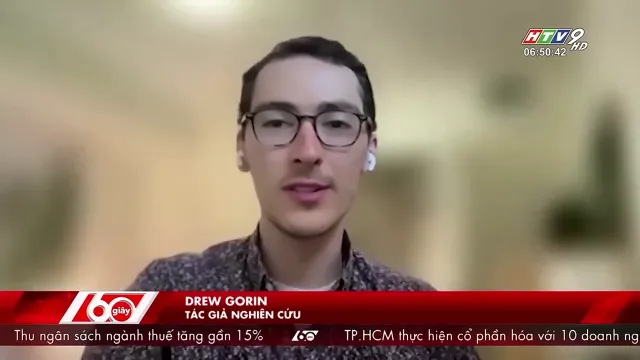 HTV9 HD
06:50:42
DREW GORIN
60 giây
TÁC GIẢ NGHIÊN CỨU
Thu ngân sách ngành thuế tăng gần 15% 60 TP.HCM thực hiện cổ phần hóa với 10 doanh ng